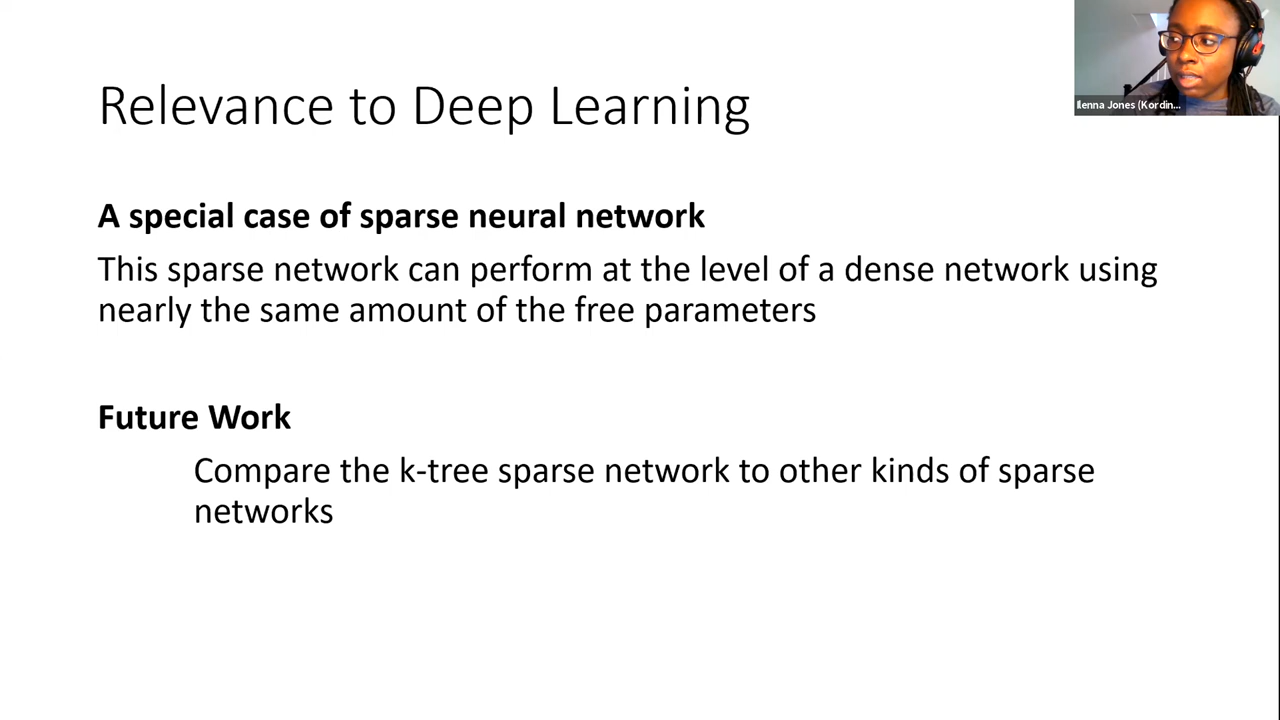 Ilenna Jones (Kordin...
Relevance to Deep Learning
A special case of sparse neural network
This sparse network can perform at the level of a dense network using
nearly the same amount of the free parameters
Future Work
Compare the k-tree sparse network to other kinds of sparse
networks